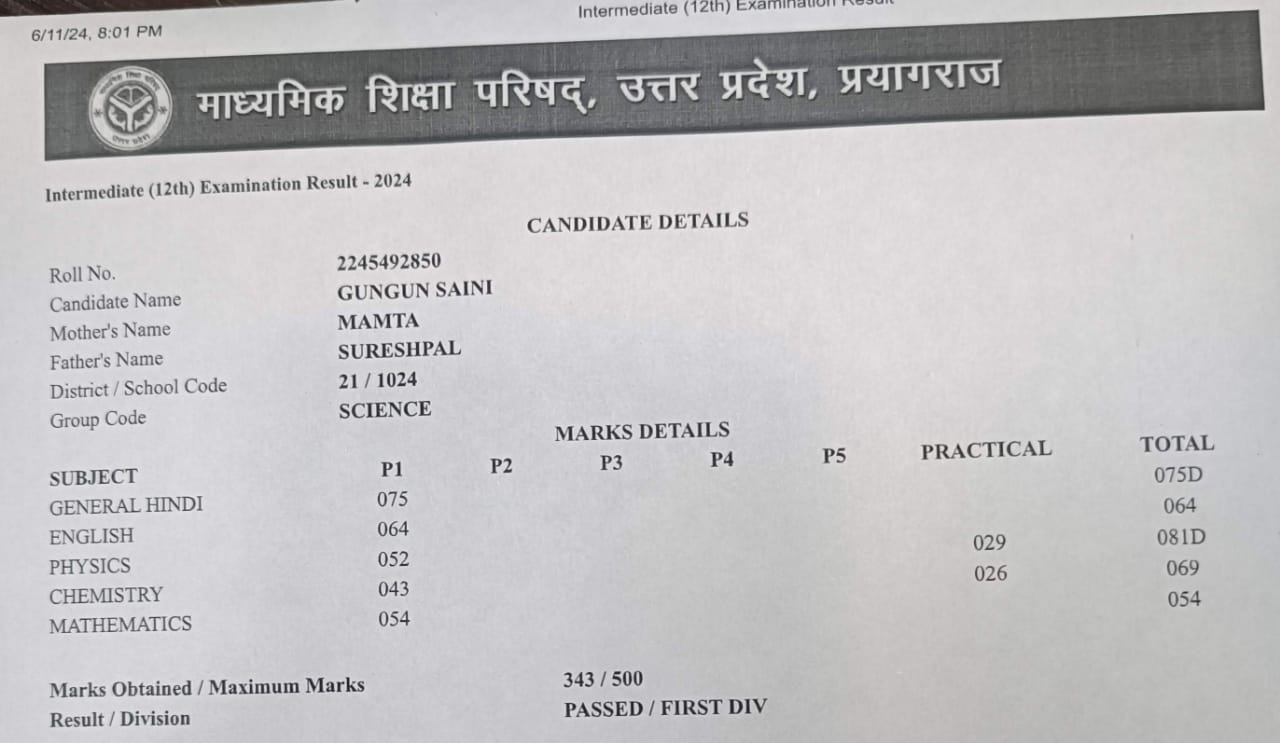 6/11/24, 8:01 PM
Intermediate (12th) Examination Result
माध्यमिक शिक्षा परिषद्, उत्तर प्रदेश, प्रयागराज
Intermediate (12th) Examination Result - 2024
CANDIDATE DETAILS
Roll No. 2245492850
Candidate Name GUNGUN SAINI
Mother's Name MAMTA
Father's Name SURESHPAL
District / School Code 21 / 1024
Group Code SCIENCE
MARKS DETAILS
SUBJECT P1 P2 P3 P4 P5 PRACTICAL TOTAL
GENERAL HINDI 075 075D
ENGLISH 064 064
PHYSICS 052 029 081D
CHEMISTRY 043 026 069
MATHEMATICS 054 054
Marks Obtained / Maximum Marks 343 / 500
Result / Division PASSED / FIRST DIV